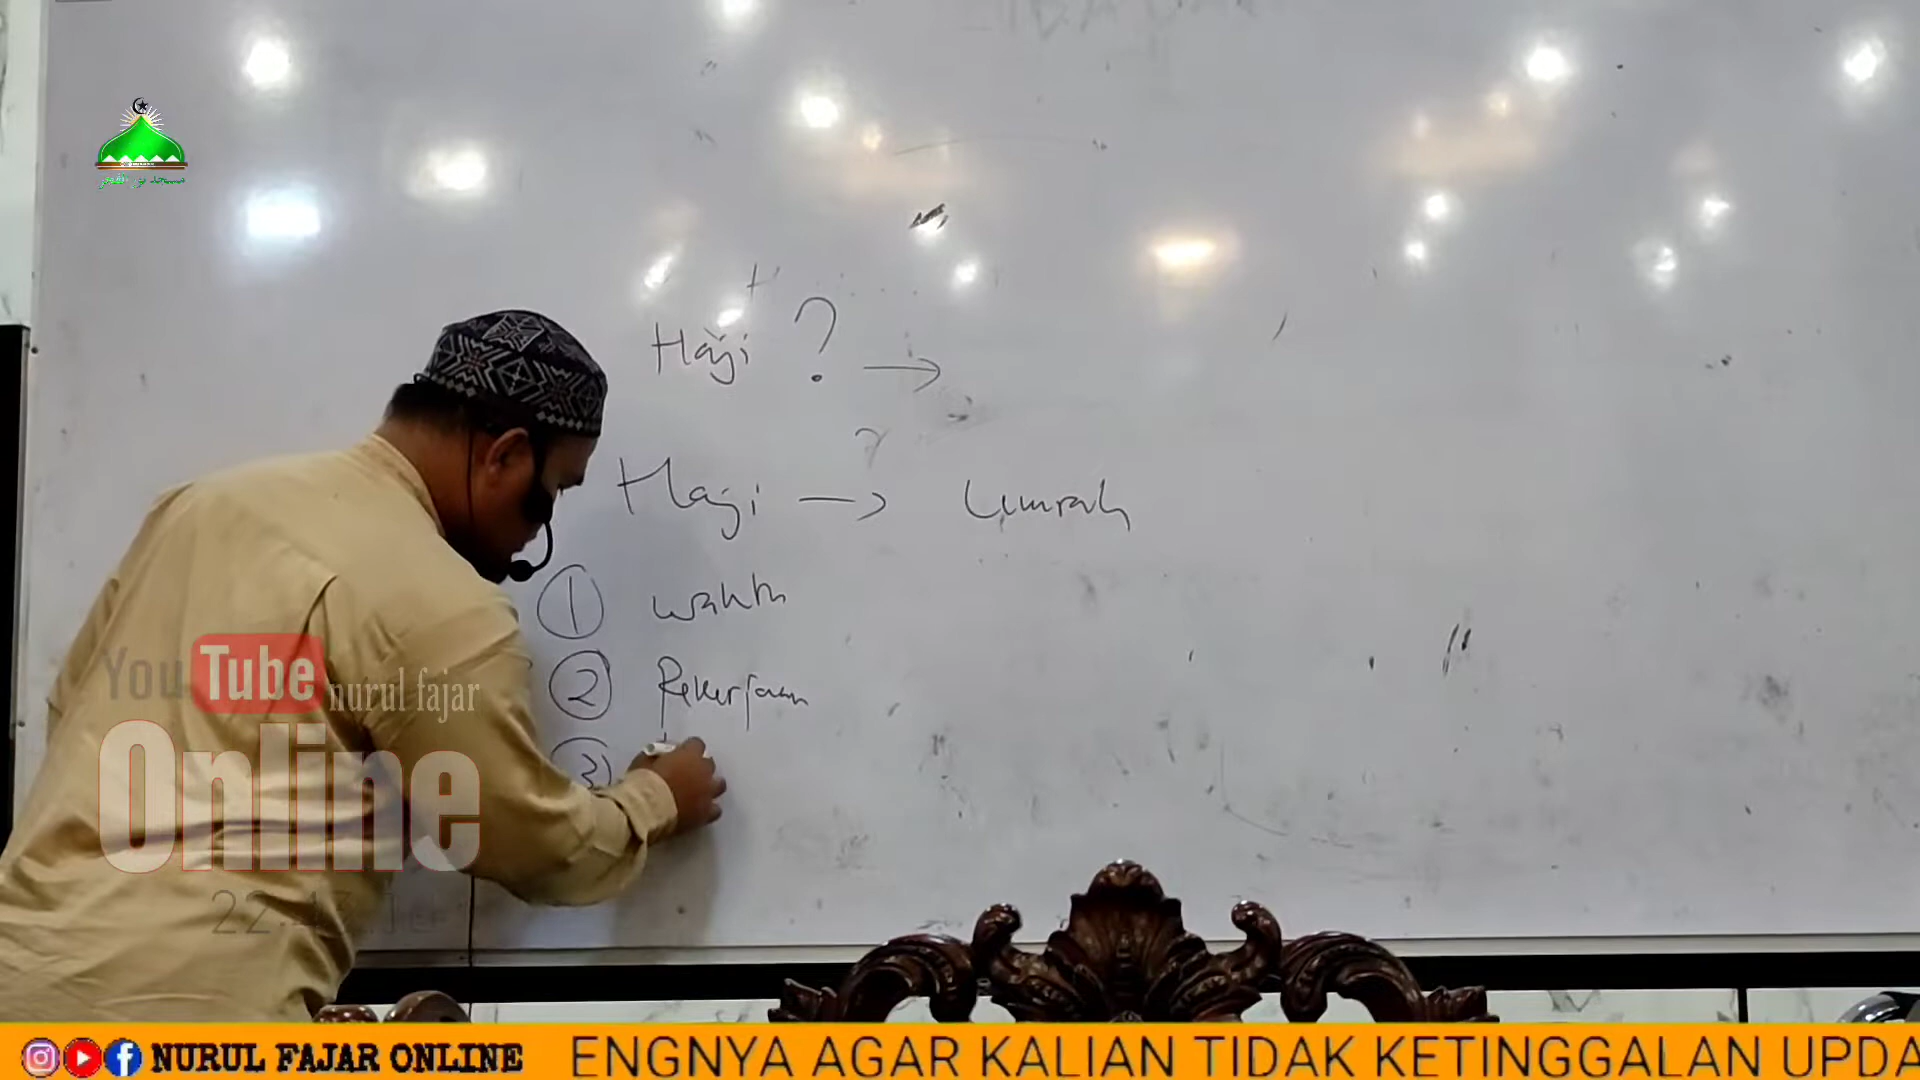 Haji ? →
Haji → Umrah
1 waktu
2 Pekerjaan
3
YouTube nurul fajar
Online
NURUL FAJAR ONLINE
ENGNYA AGAR KALIAN TIDAK KETINGGALAN UPDA